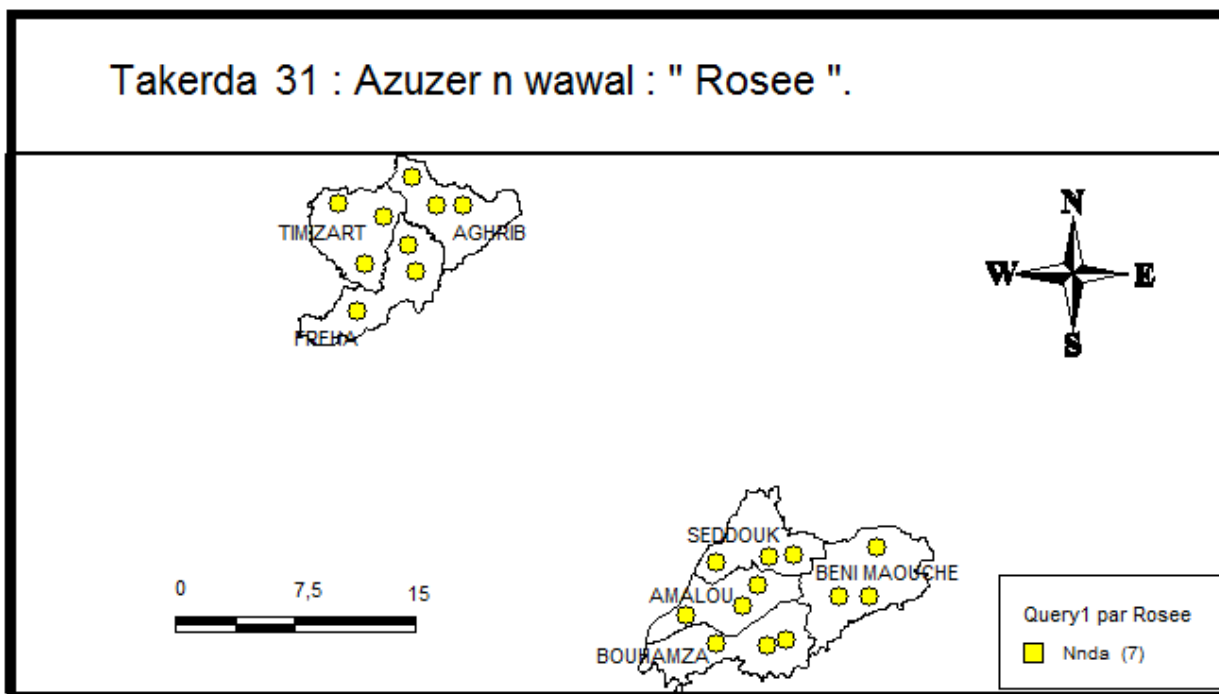 Takerda 31 : Azuzer n wawal : " Rosee ".
N
TIMIZART
AGHRIB
W
E
FREHA
S
SEDDOUK
BENI MAOUCHE
0 7,5 15
AMALOU
Query1 par Rosee
BOUHAMZA
Nnda (7)